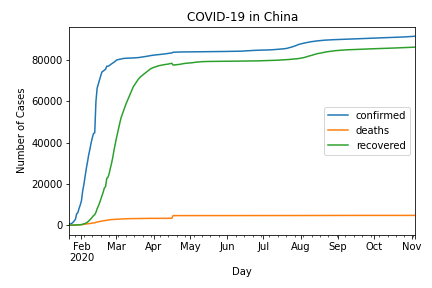 COVID-19 in China
Number of Cases
80000
60000
40000
20000
0
confirmed
deaths
recovered
Feb Mar Apr May Jun Jul Aug Sep Oct Nov
2020
Day